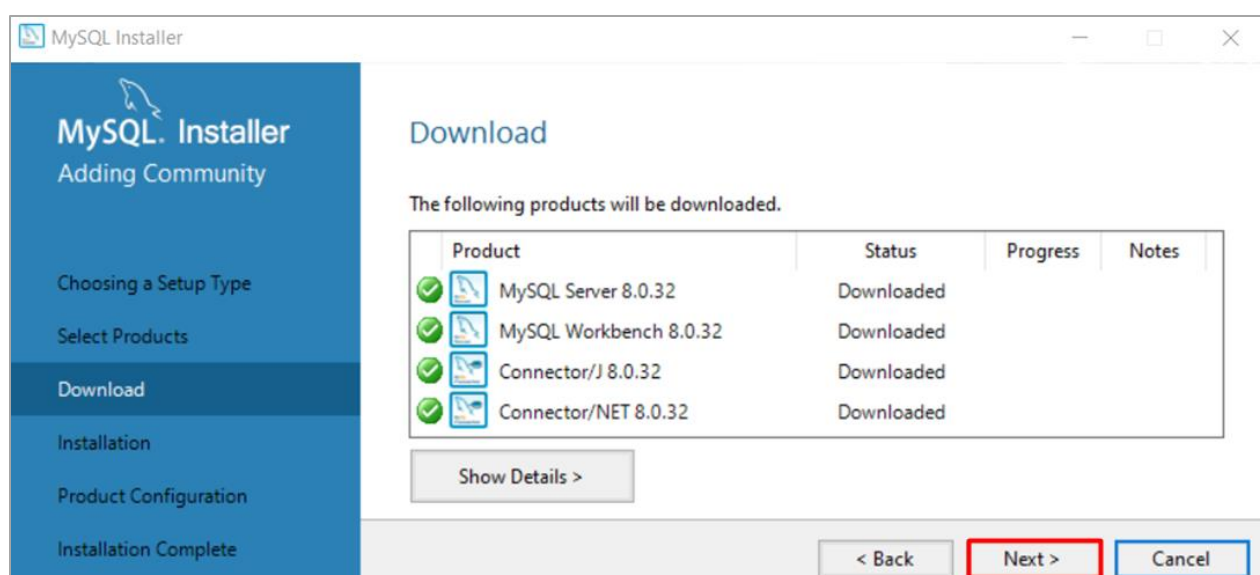 MySQL Installer
MySQL. Installer
Adding Community
Choosing a Setup Type
Select Products
Download
Installation
Product Configuration
Installation Complete
Download
The following products will be downloaded.
Product Status Progress Notes
MySQL Server 8.0.32 Downloaded
MySQL Workbench 8.0.32 Downloaded
Connector/J 8.0.32 Downloaded
Connector/NET 8.0.32 Downloaded
Show Details >
< Back Next > Cancel